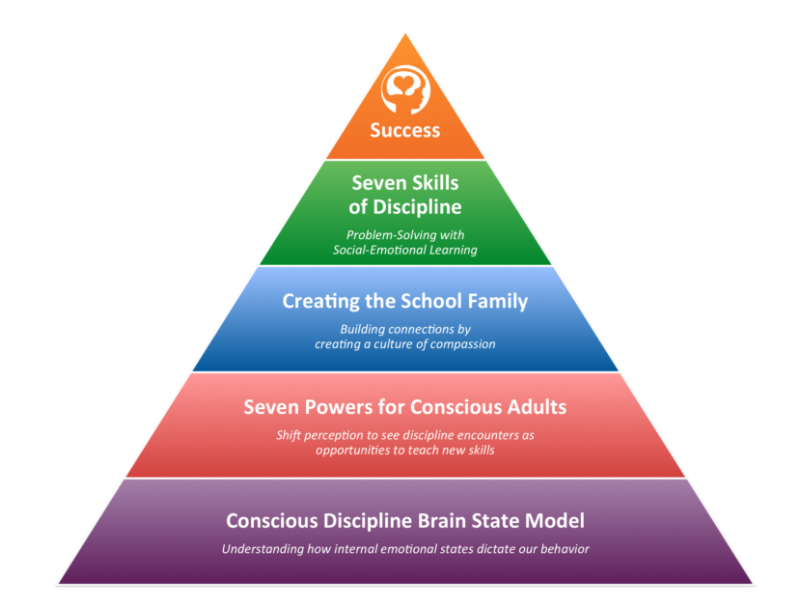 Success
Seven Skills
of Discipline
Problem-Solving with
Social-Emotional Learning
Creating the School Family
Building connections by
creating a culture of compassion
Seven Powers for Conscious Adults
Shift perception to see discipline encounters as
opportunities to teach new skills
Conscious Discipline Brain State Model
Understanding how internal emotional states dictate our behavior